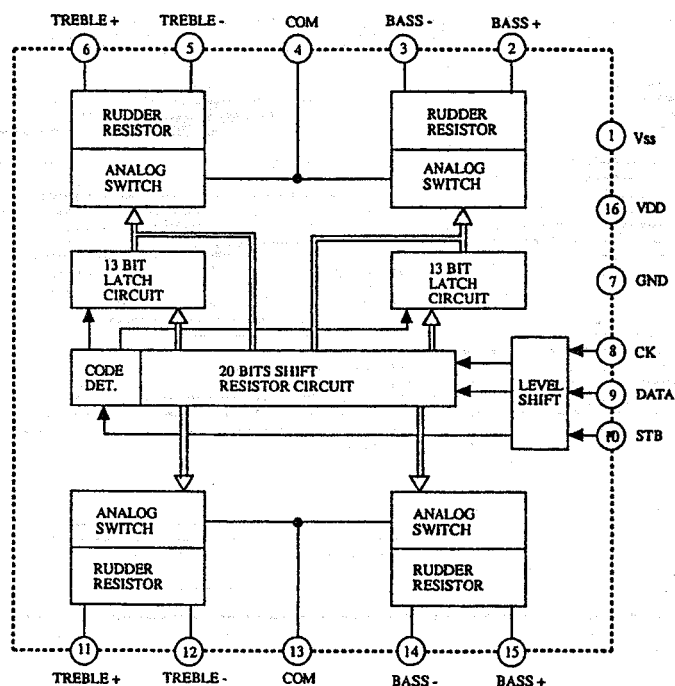 TREBLE + TREBLE - COM BASS - BASS +
6 5 4 3 2
RUDDER RESISTOR
ANALOG SWITCH
RUDDER RESISTOR
ANALOG SWITCH
1 Vss
16 VDD
13 BIT LATCH CIRCUIT
13 BIT LATCH CIRCUIT
7 GND
CODE DET.
20 BITS SHIFT RESISTOR CIRCUIT
LEVEL SHIFT
8 CK
9 DATA
10 STB
ANALOG SWITCH
RUDDER RESISTOR
ANALOG SWITCH
RUDDER RESISTOR
11 12 13 14 15
TREBLE + TREBLE - COM BASS - BASS +